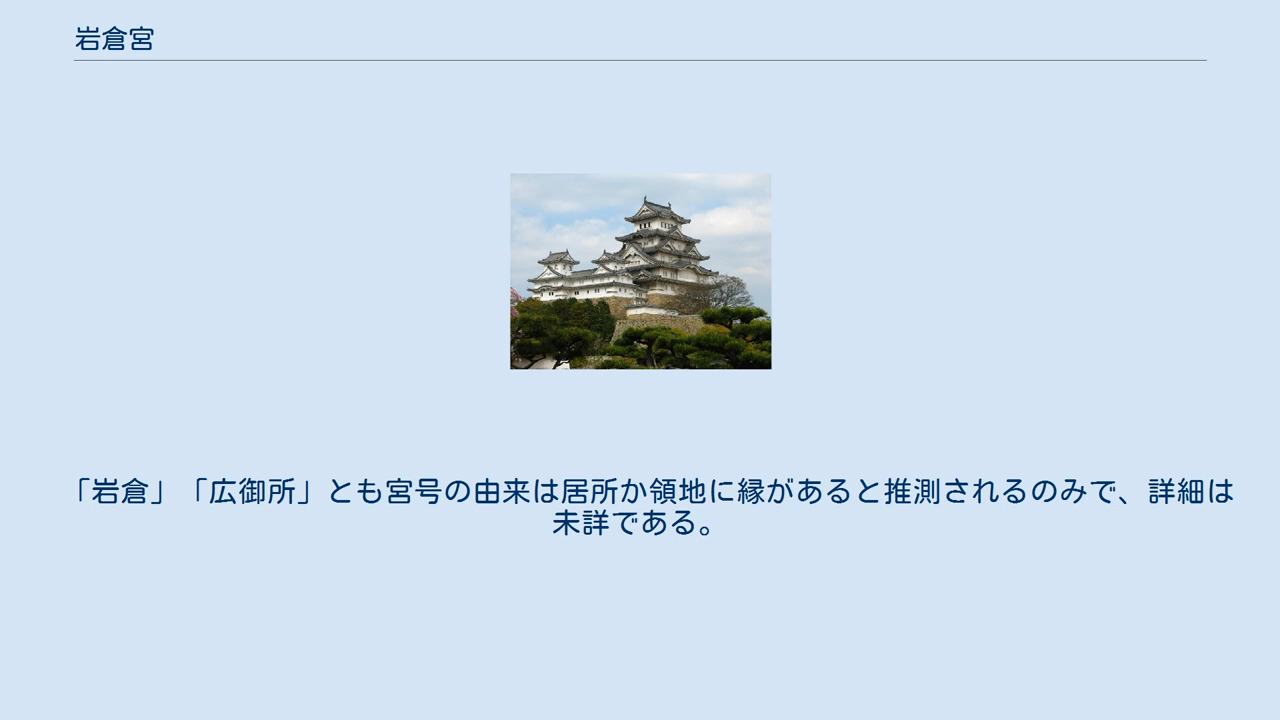 岩倉宮
「岩倉」「広御所」とも宮号の由来は居所か領地に縁があると推測されるのみで、詳細は
未詳である。